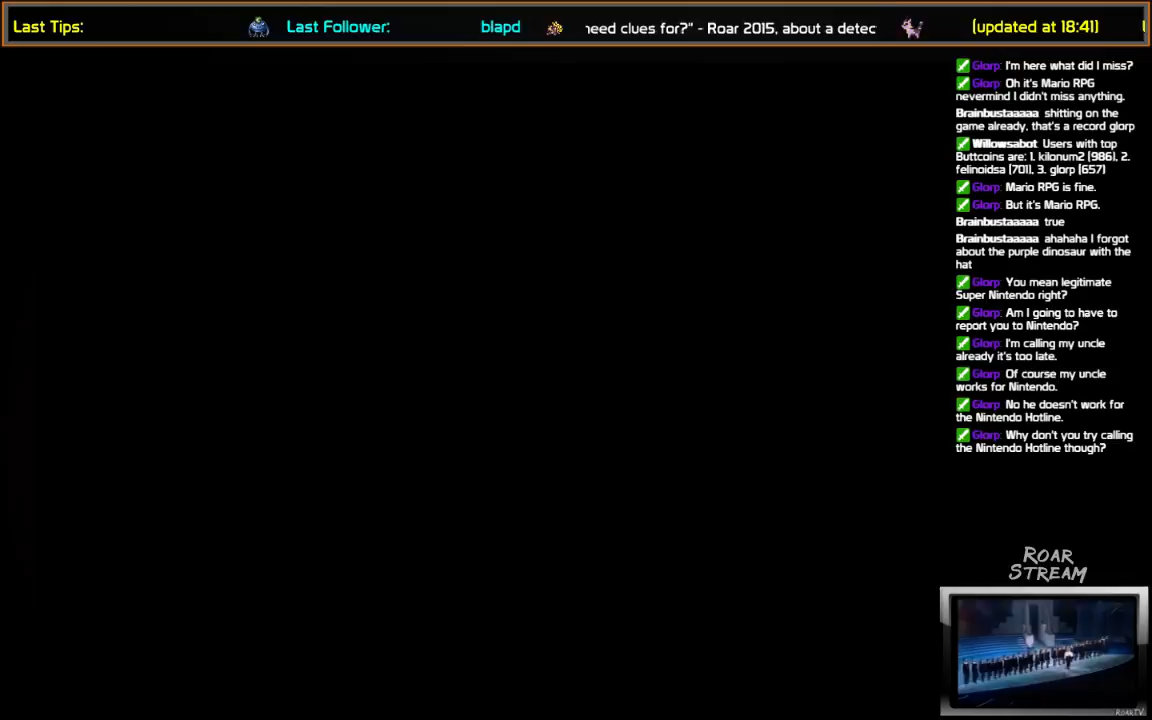 Last Tips:
Last Follower: blapd
need clues for?" - Roar 2015, about a detec
(updated at 18:41)
Glorp: I'm here what did I miss?
Glorp: Oh it's Mario RPG
nevermind I didn't miss anything.
Brainbustaaaaa shitting on the
game already, that's a record glorp
Willowsabot Users with top
Buttcoins are: 1. kilonum2 (986), 2.
felinoidsa (701), 3. glorp (657)
Glorp: Mario RPG is fine.
Glorp: But it's Mario RPG.
Brainbustaaaaa true
Brainbustaaaaa ahahaha I forgot
about the purple dinosaur with the
hat
Glorp: You mean legitimate
Super Nintendo right?
Glorp: Am I going to have to
report you to Nintendo?
Glorp: I'm calling my uncle
already it's too late.
Glorp: Of course my uncle
works for Nintendo.
Glorp: No he doesn't work for
the Nintendo Hotline.
Glorp: Why don't you try calling
the Nintendo Hotline though?
ROAR
STREAM
ROARTV